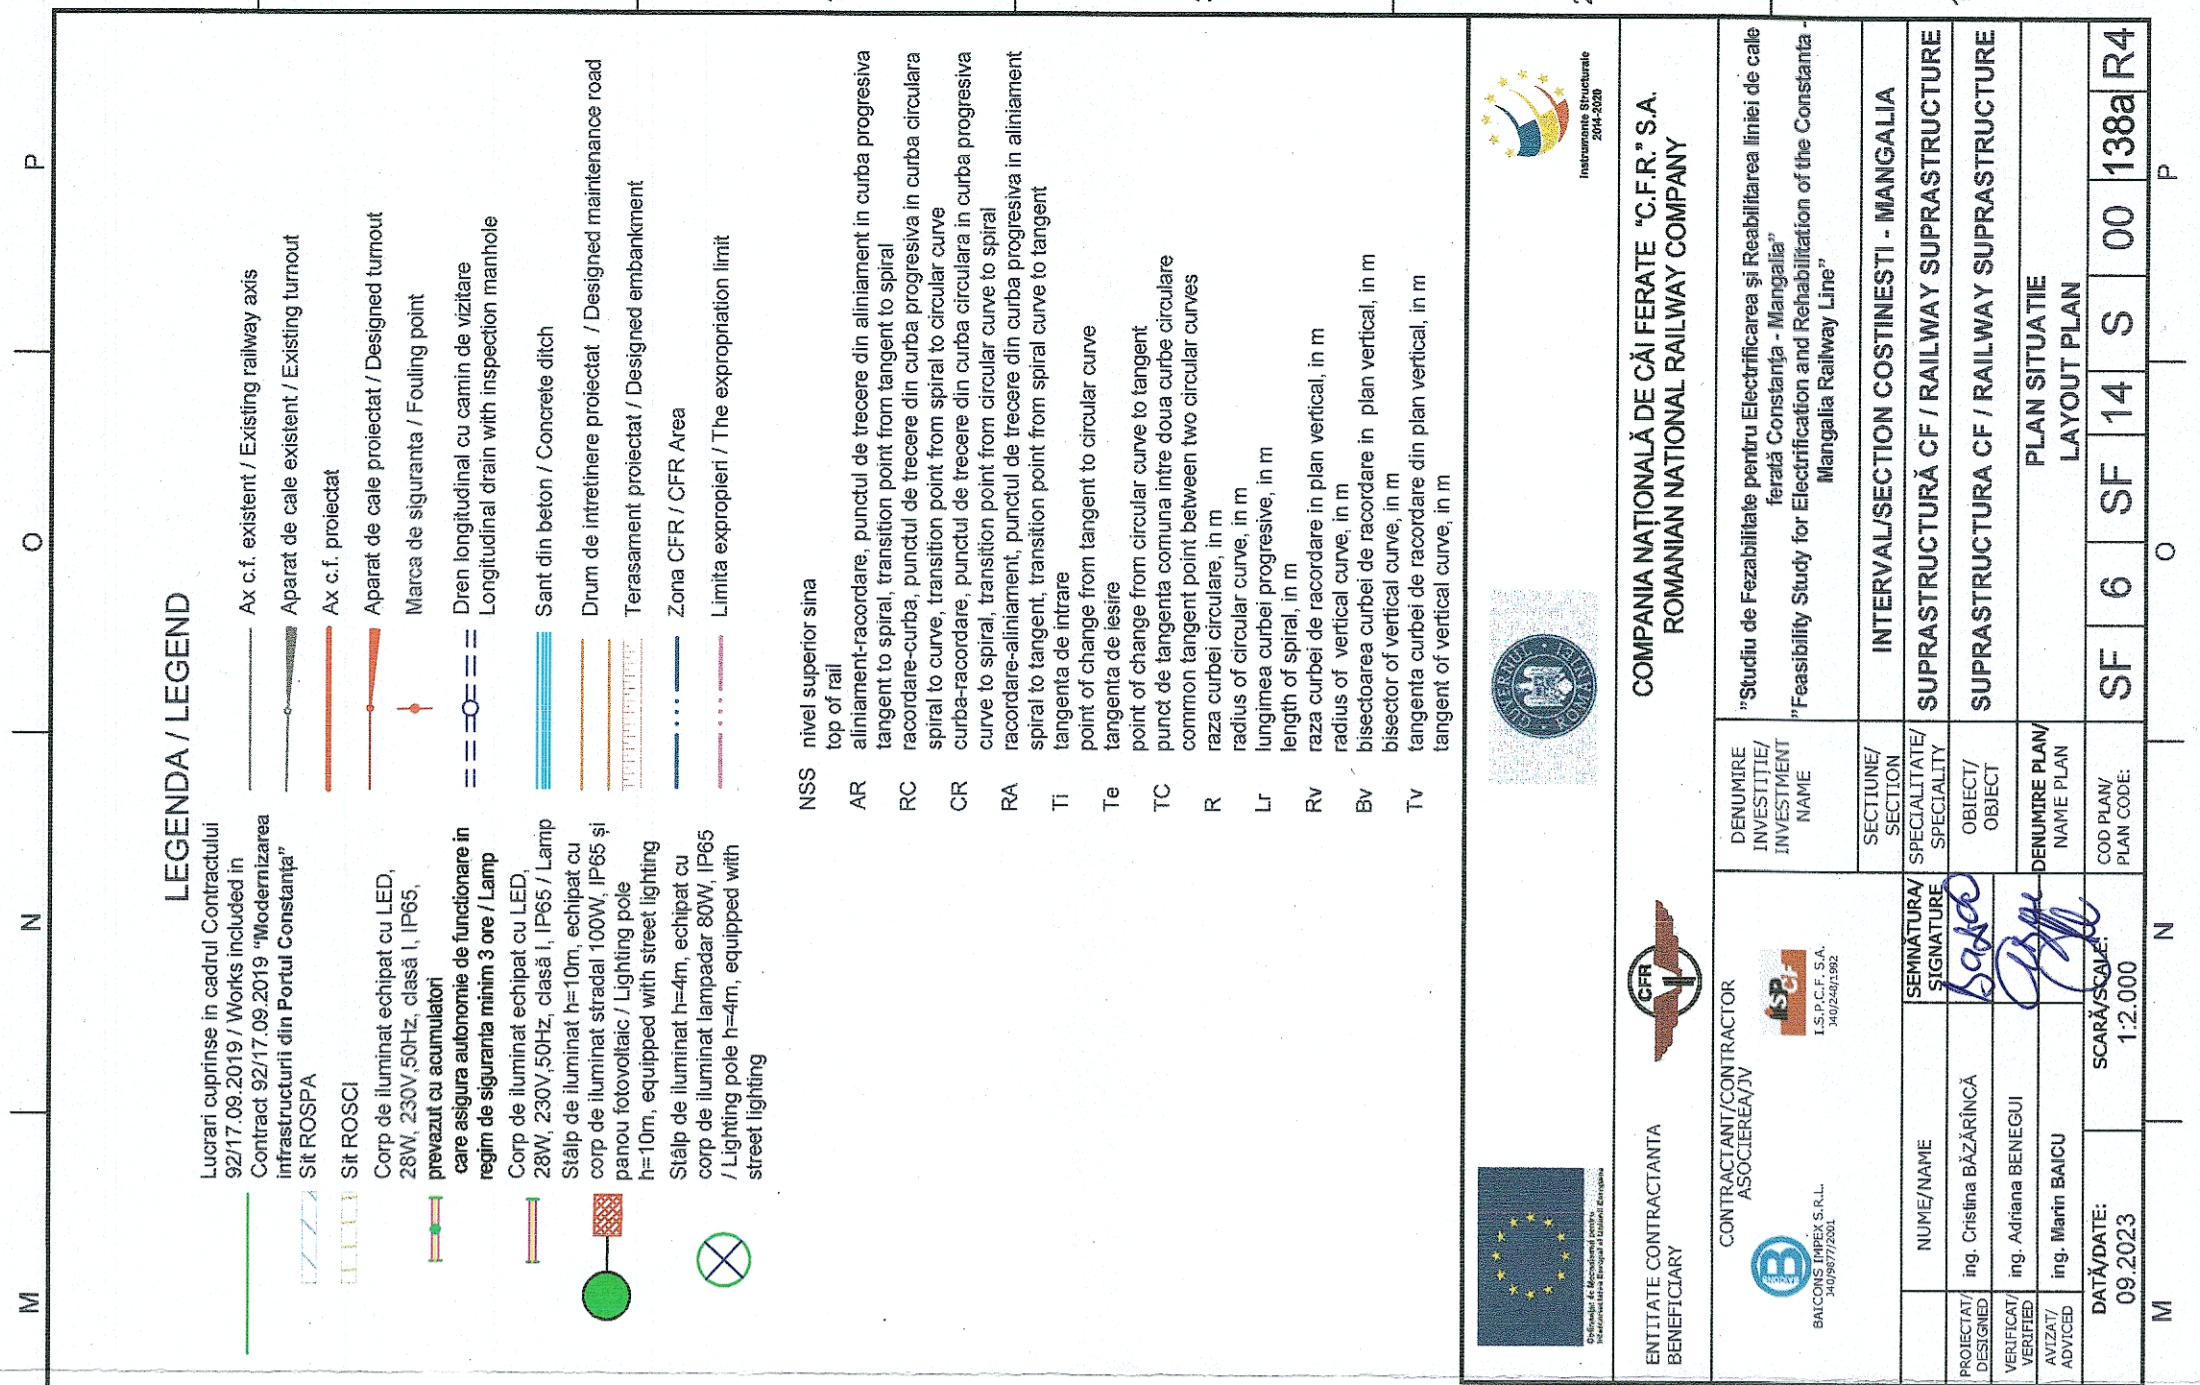 M N O P
LEGENDA / LEGEND
Lucrari cuprinse in cadrul Contractului
92/17.09.2019 / Works included in
Contract 92/17.09.2019 "Modernizarea
infrastructurii din Portul Constanța"
Sit ROSPA
Sit ROSCI
Corp de iluminat echipat cu LED,
28W, 230V,50Hz, clasă I, IP65,
prevazut cu acumulatori
care asigura autonomie de functionare in
regim de siguranta minim 3 ore / Lamp
Corp de iluminat echipat cu LED,
28W, 230V,50Hz, clasă I, IP65 / Lamp
Stâlp de iluminat h=10m, echipat cu
corp de iluminat stradal 100W, IP65 și
panou fotovoltaic / Lighting pole
h=10m, equipped with street lighting
Stâlp de iluminat h=4m, echipat cu
corp de iluminat lampadar 80W, IP65
/ Lighting pole h=4m, equipped with
street lighting
Ax c.f. existent / Existing railway axis
Aparat de cale existent / Existing turnout
Ax c.f. proiectat
Aparat de cale proiectat / Designed turnout
Marca de siguranta / Fouling point
Dren longitudinal cu camin de vizitare
Longitudinal drain with inspection manhole
Sant din beton / Concrete ditch
Drum de intretinere proiectat / Designed maintenance road
Terasament proiectat / Designed embankment
Zona CFR / CFR Area
Limita exproprieri / The expropriation limit
NSS nivel superior sina
top of rail
AR aliniament-racordare, punctul de trecere din aliniament in curba progresiva
tangent to spiral, transition point from tangent to spiral
RC racordare-curba, punctul de trecere din curba progresiva in curba circulara
spiral to curve, transition point from spiral to circular curve
CR curba-racordare, punctul de trecere din curba circulara in curba progresiva
curve to spiral, transition point from circular curve to spiral
RA racordare-aliniament, punctul de trecere din curba progresiva in aliniament
spiral to tangent, transition point from spiral curve to tangent
Ti tangenta de intrare
point of change from tangent to circular curve
Te tangenta de iesire
point of change from circular curve to tangent
TC punct de tangenta comuna intre doua curbe circulare
common tangent point between two circular curves
R raza curbei circulare, in m
radius of circular curve, in m
Lr lungimea curbei progresive, in m
length of spiral, in m
Rv raza curbei de racordare in plan vertical, in m
radius of vertical curve, in m
Bv bisectoarea curbei de racordare in plan vertical, in m
bisector of vertical curve, in m
Tv tangenta curbei de racordare din plan vertical, in m
tangent of vertical curve, in m
Cofinanțat de Mecanismul pentru
Interconectarea Europei al Uniunii Europene
GUVERNUL ROMÂNIEI
Instrumente Structurale
2014-2020
ENTITATE CONTRACTANTA
BENEFICIARY
CFR
COMPANIA NAȚIONALĂ DE CĂI FERATE "C.F.R." S.A.
ROMANIAN NATIONAL RAILWAY COMPANY
CONTRACTANT/CONTRACTOR
ASOCIEREA/JV
B
BAICONS IMPEX S.R.L.
J40/9877/2001
ISPCF
I.S.P.C.F. S.A.
J40/240/1992
DENUMIRE
INVESTIȚIE/
INVESTMENT
NAME
"Studiu de Fezabilitate pentru Electrificarea și Reabilitarea liniei de cale
ferată Constanța - Mangalia"
"Feasibility Study for Electrification and Rehabilitation of the Constanta -
Mangalia Railway Line"
SECTIUNE/
SECTION
INTERVAL/SECTION COSTINESTI - MANGALIA
NUME/NAME
SEMNĂTURA/
SIGNATURE
SPECIALITATE/
SPECIALITY
SUPRASTRUCTURĂ CF / RAILWAY SUPRASTRUCTURE
PROIECTAT/
DESIGNED
ing. Cristina BĂZĂRÎNCĂ
OBIECT/
OBJECT
SUPRASTRUCTURA CF / RAILWAY SUPRASTRUCTURE
VERIFICAT/
VERIFIED
ing. Adriana BENEGUI
AVIZAT/
ADVICED
ing. Marin BAICU
DENUMIRE PLAN/
NAME PLAN
PLAN SITUATIE
LAYOUT PLAN
DATĂ/DATE:
09.2023
SCARĂ/SCALE:
1:2.000
COD PLAN/
PLAN CODE:
SF 6 SF 14 S 00 138a R4
M N O P